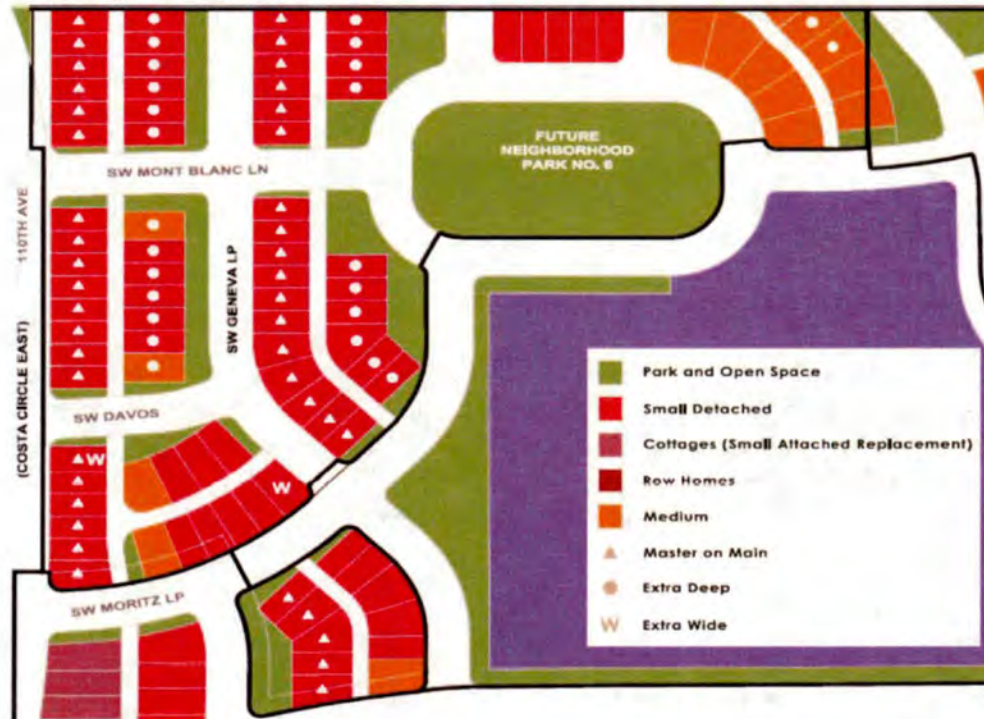 FUTURE
NEIGHBORHOOD
PARK NO. 6
SW MONT BLANC LN
110TH AVE
SW GENEVA LP
(COSTA CIRCLE EAST)
SW DAVOS
W
W
SW MORITZ LP
Park and Open Space
Small Detached
Cottages (Small Attached Replacement)
Row Homes
Medium
Master on Main
Extra Deep
W Extra Wide